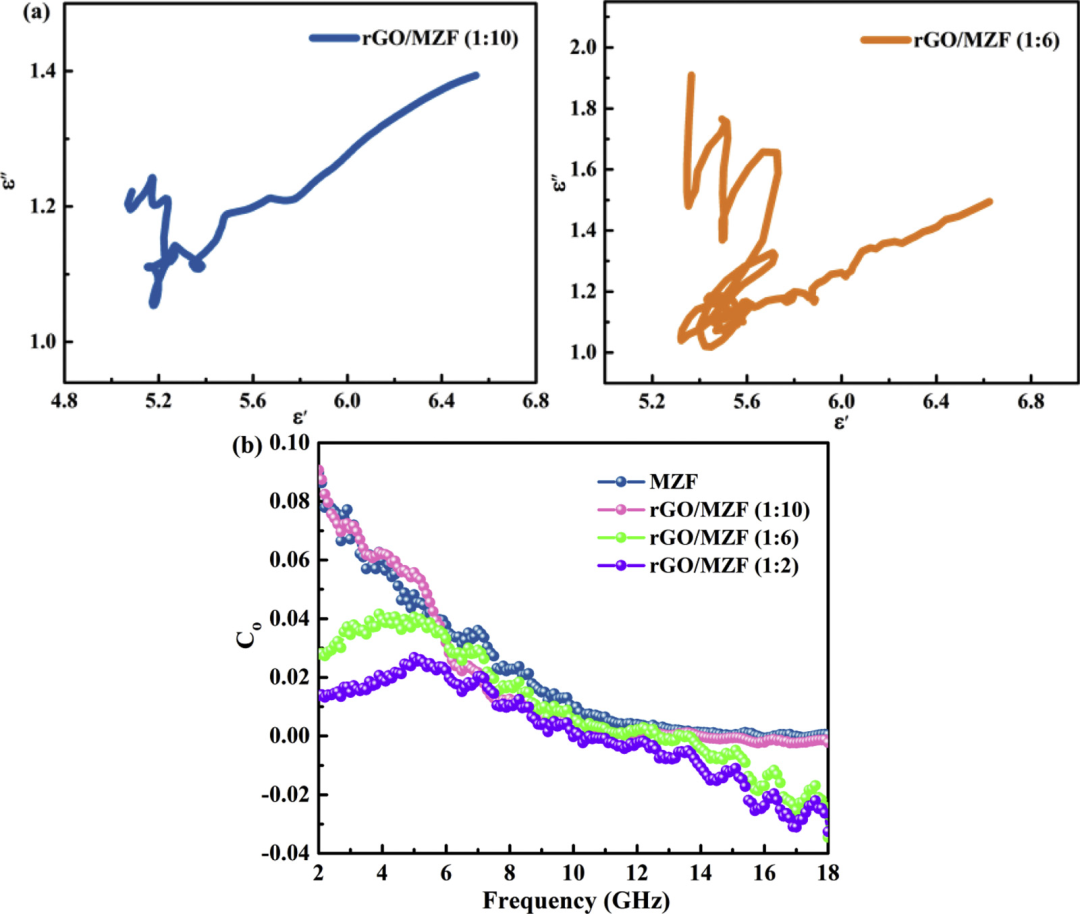 (a)
rGO/MZF (1:10)
1.4
1.2
1.0
ε″
4.8
5.2
5.6
6.0
6.4
6.8
ε′
rGO/MZF (1:6)
2.0
1.8
1.6
1.4
1.2
1.0
ε″
5.2
5.6
6.0
6.4
6.8
ε′
(b)
0.10
0.08
0.06
0.04
0.02
0.00
-0.02
-0.04
Co
MZF
rGO/MZF (1:10)
rGO/MZF (1:6)
rGO/MZF (1:2)
2
4
6
8
10
12
14
16
18
Frequency (GHz)